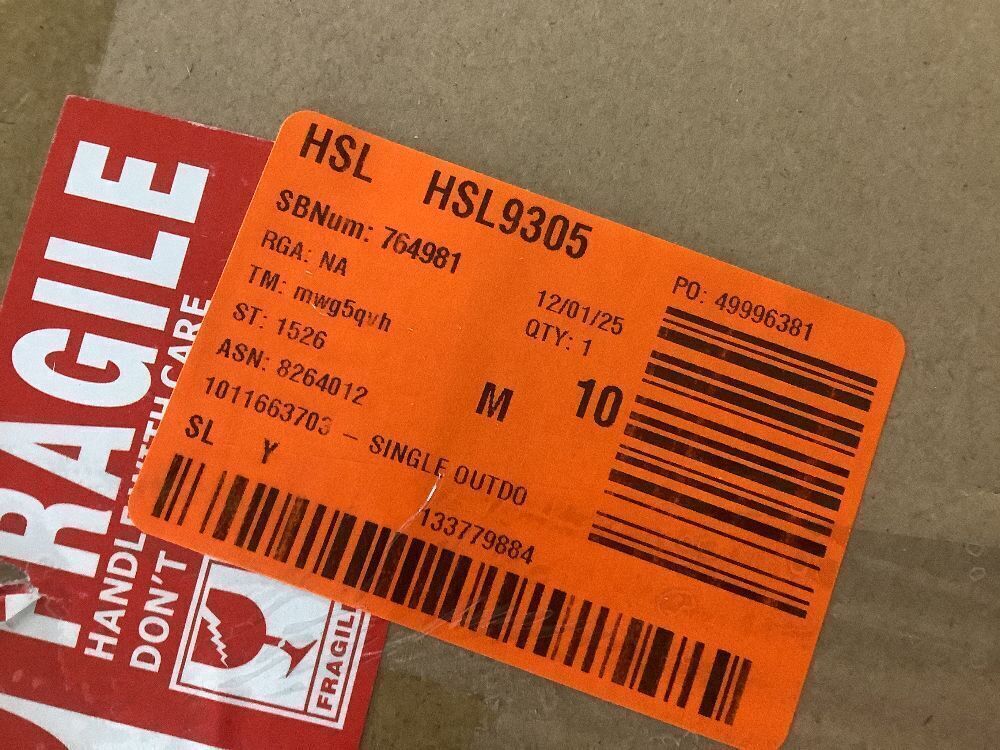 HSL HSL9305
SBNum: 764981
RGA: NA
TM: mwg5qvh
12/01/25
PO: 49996381
ST: 1526
QTY: 1
ASN: 8264012
M 10
1011663703 - SINGLE OUTDO
SL Y
133779884
FRAGILE
HANDLE WITH CARE
DON'T
FRAGILE